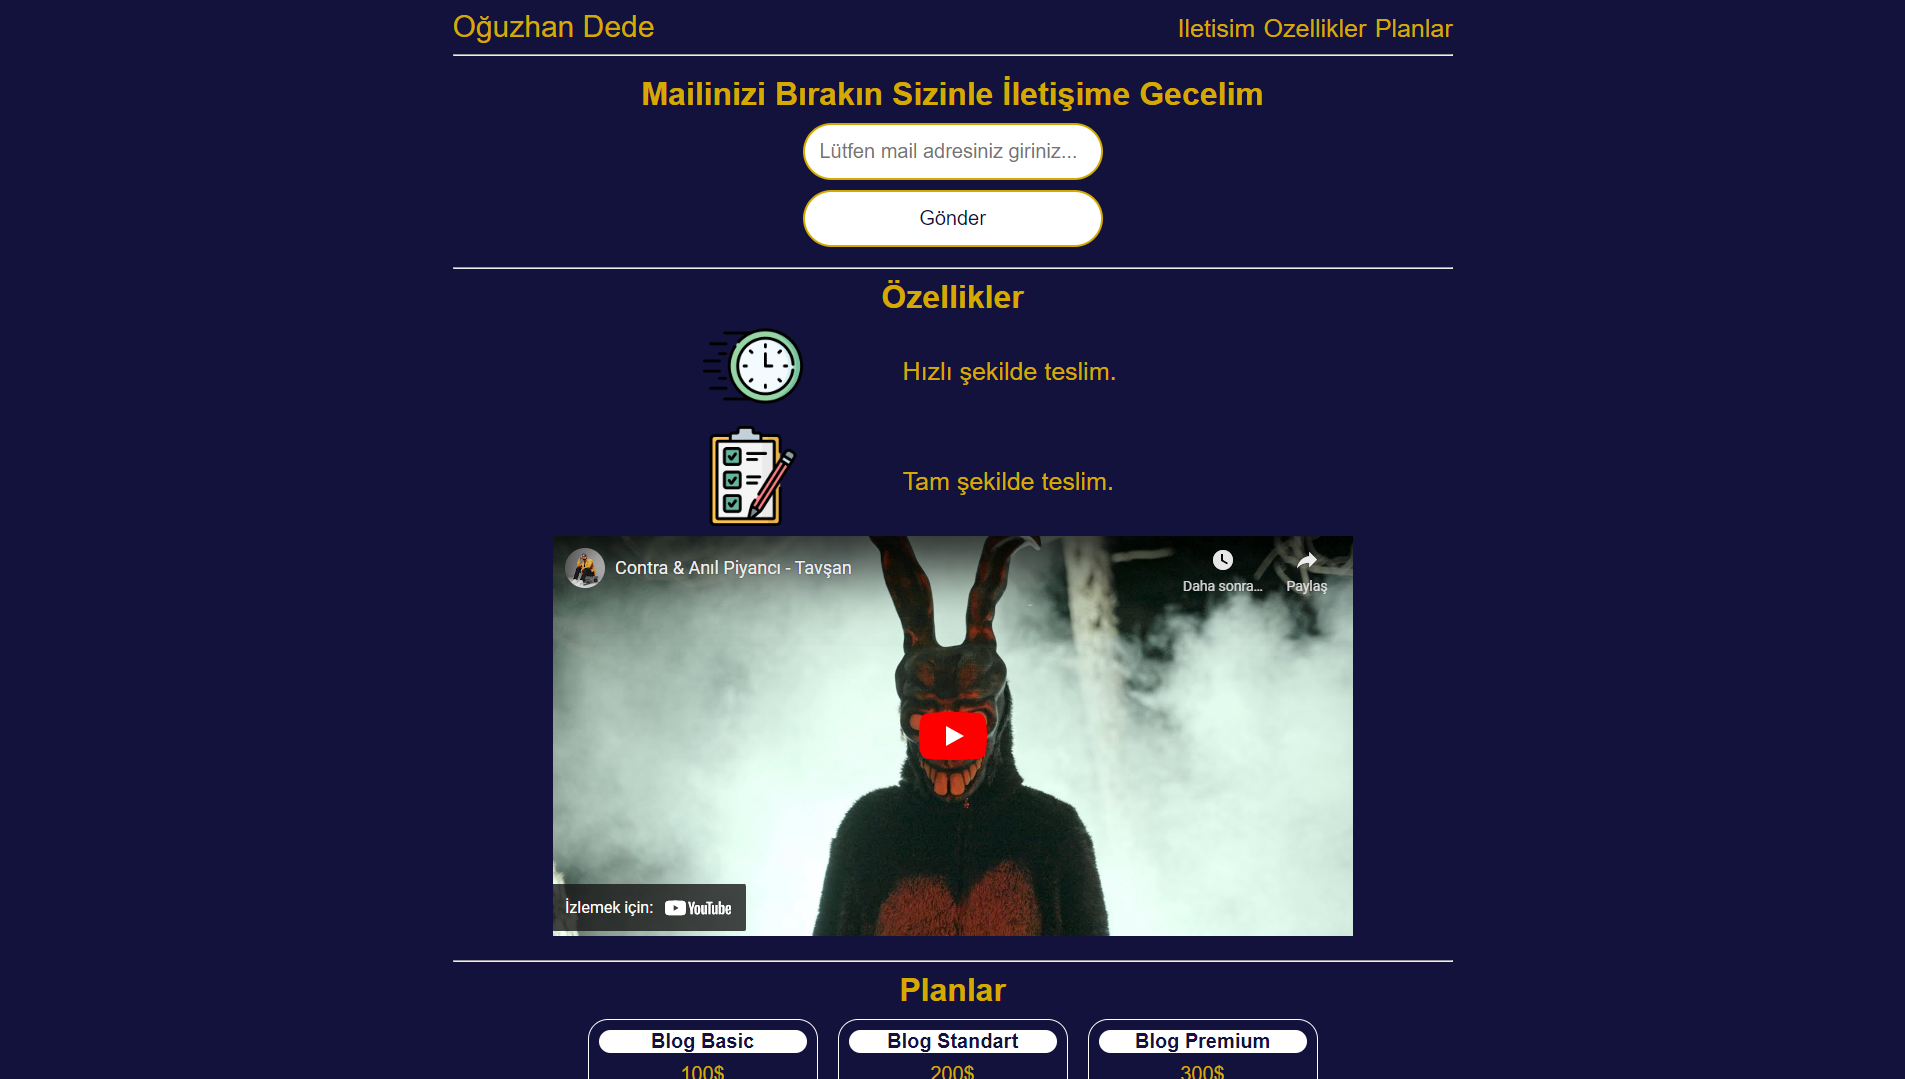 Oğuzhan Dede
Iletisim Ozellikler Planlar
Mailinizi Bırakın Sizinle İletişime Gecelim
Lütfen mail adresiniz giriniz...
Gönder
Özellikler
Hızlı şekilde teslim.
Tam şekilde teslim.
Contra & Anıl Piyancı - Tavşan
Daha sonra... Paylaş
İzlemek için: YouTube
Planlar
Blog Basic Blog Standart Blog Premium
100$ 200$ 300$